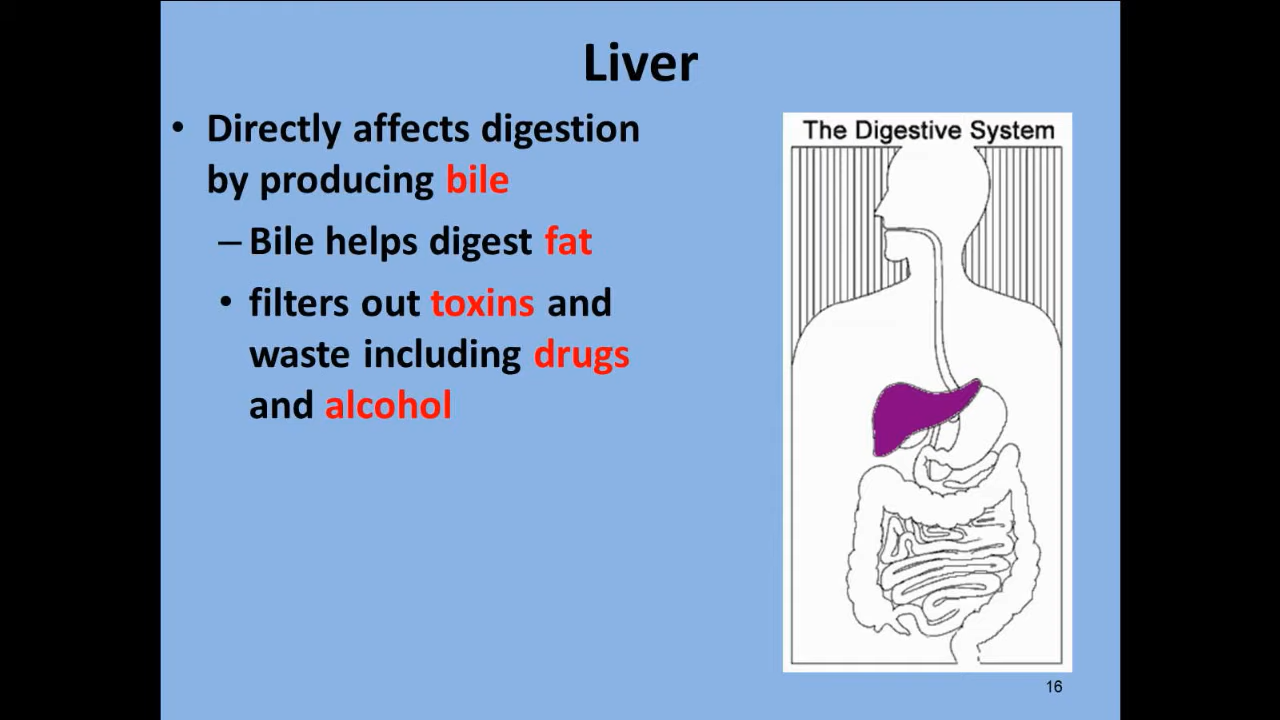 Liver
• Directly affects digestion
by producing bile
– Bile helps digest fat
• filters out toxins and
waste including drugs
and alcohol
The Digestive System
16